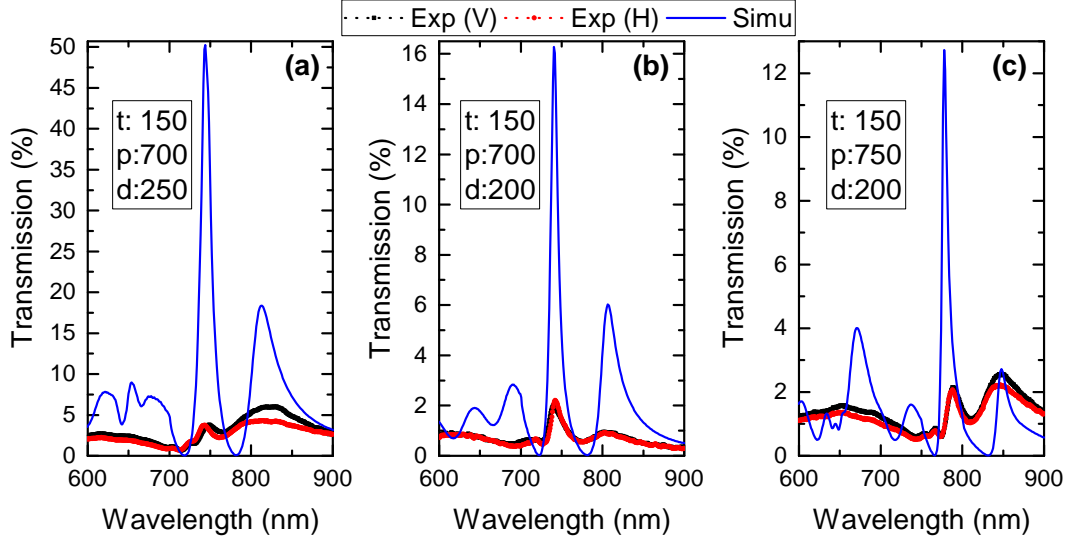 Exp (V) Exp (H) Simu
(a)
t: 150
p:700
d:250
Transmission (%)
50
45
40
35
30
25
20
15
10
5
0
600 700 800 900
Wavelength (nm)
(b)
t: 150
p:700
d:200
Transmission (%)
16
14
12
10
8
6
4
2
0
600 700 800 900
Wavelength (nm)
(c)
t: 150
p:750
d:200
Transmission (%)
12
10
8
6
4
2
0
600 700 800 900
Wavelength (nm)